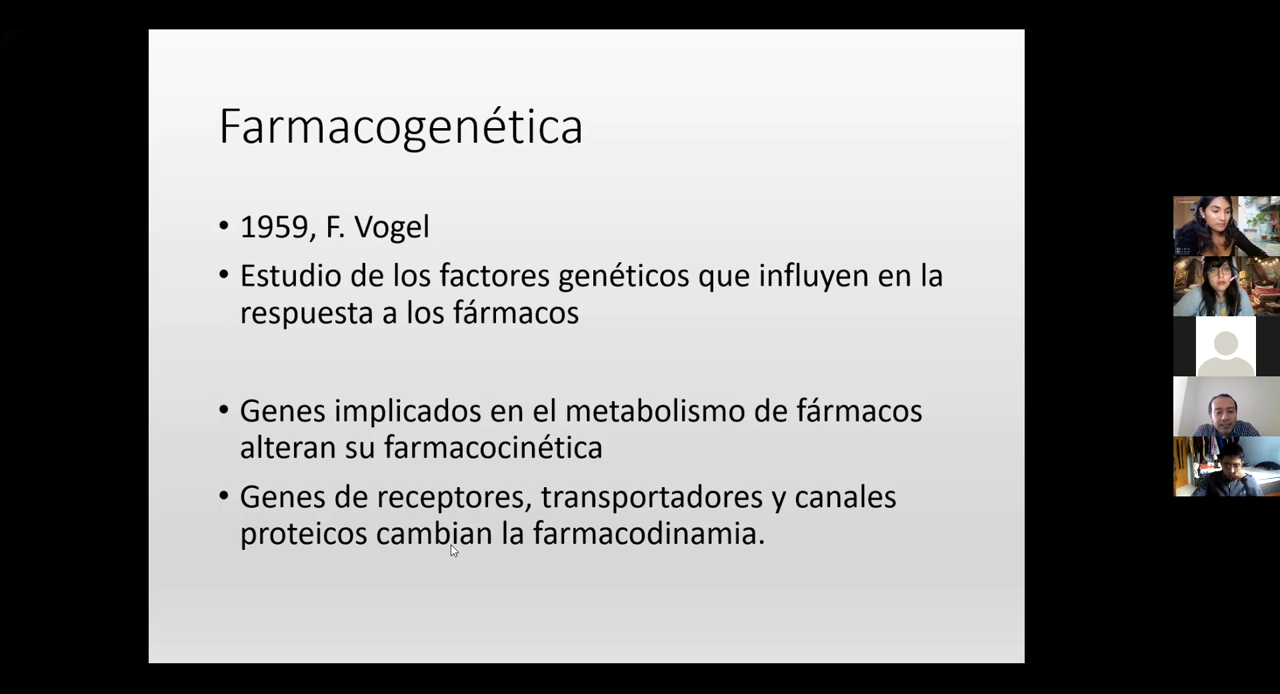 Farmacogenética
• 1959, F. Vogel
• Estudio de los factores genéticos que influyen en la
respuesta a los fármacos
• Genes implicados en el metabolismo de fármacos
alteran su farmacocinética
• Genes de receptores, transportadores y canales
proteicos cambian la farmacodinamia.